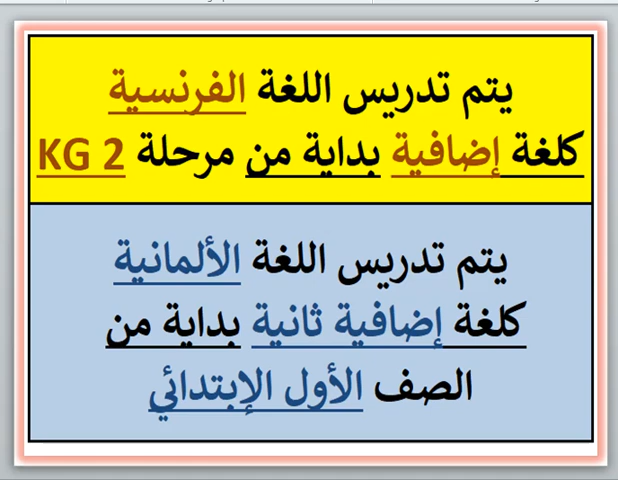 يتم تدريس اللغة الفرنسية
كلغة إضافية بداية من مرحلة KG 2
يتم تدريس اللغة الألمانية
كلغة إضافية ثانية بداية من
الصف الأول الإبتدائي